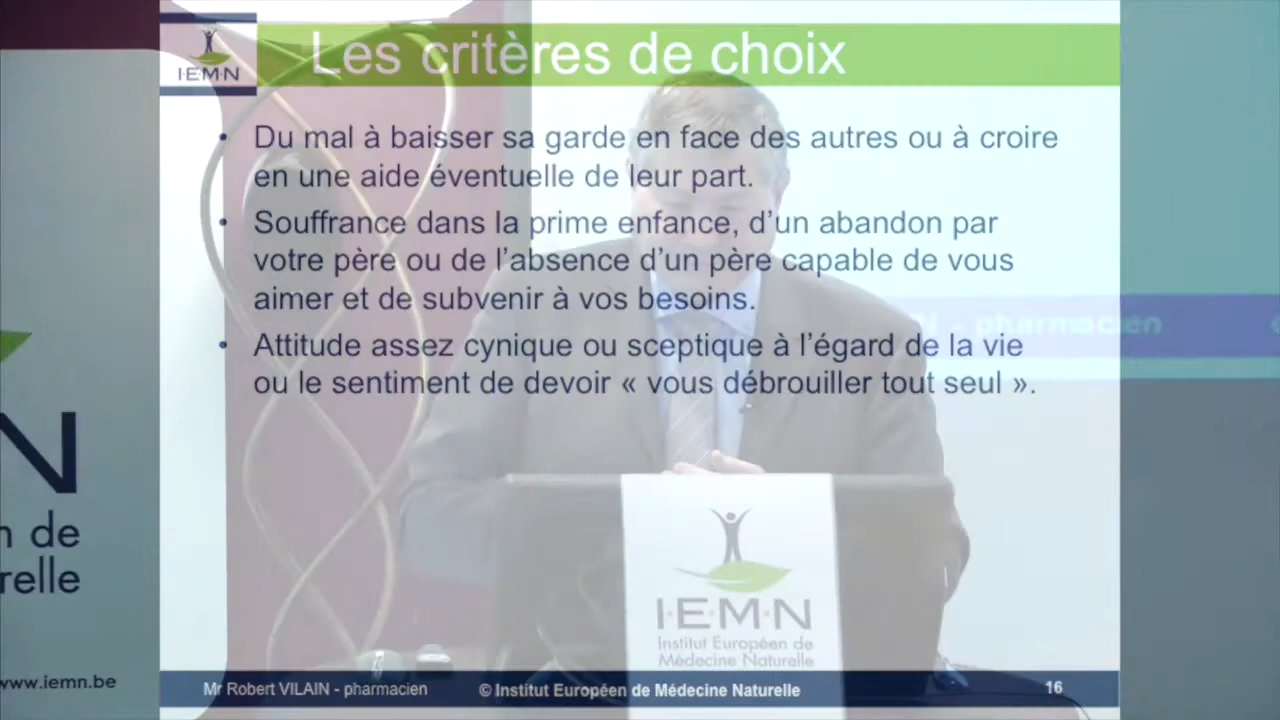 Les critères de choix
I·E·M·N
• Du mal à baisser sa garde en face des autres ou à croire
en une aide éventuelle de leur part.
• Souffrance dans la prime enfance, d’un abandon par
votre père ou de l’absence d’un père capable de vous
aimer et de subvenir à vos besoins.
• Attitude assez cynique ou sceptique à l’égard de la vie
ou le sentiment de devoir « vous débrouiller tout seul ».
- pharmacien
N
n de
relle
www.iemn.be
I·E·M·N
Institut Européen de
Médecine Naturelle
Mr Robert VILAIN - pharmacien
© Institut Européen de Médecine Naturelle
16